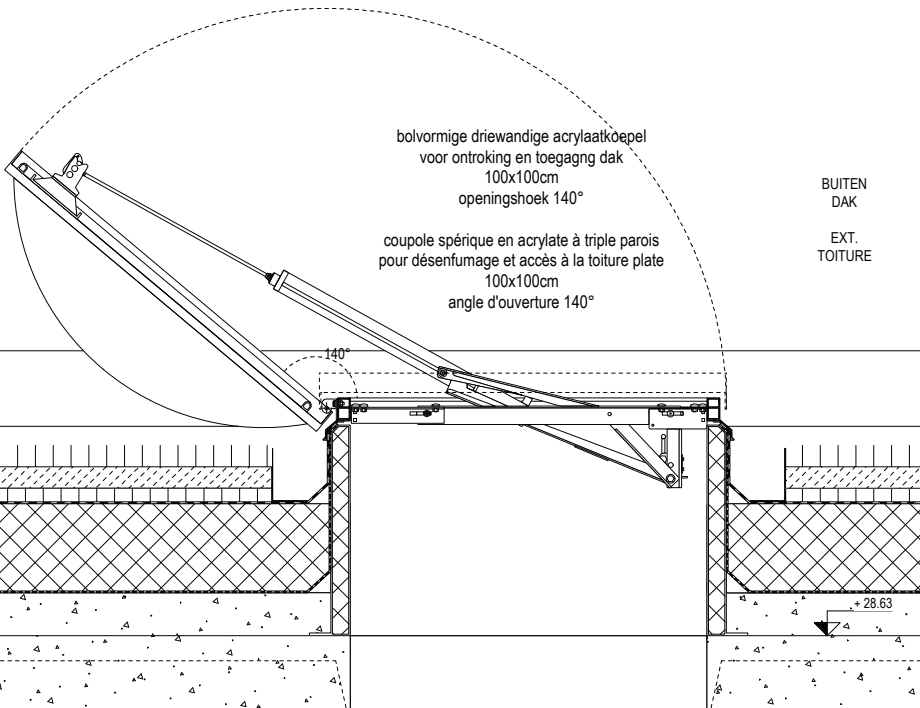 bolvormige driewandige acrylaatkoepel
voor ontroking en toegagng dak
100x100cm
openingshoek 140°
coupole spérique en acrylate à triple parois
pour désenfumage et accès à la toiture plate
100x100cm
angle d'ouverture 140°
BUITEN
DAK
EXT.
TOITURE
140°
+ 28.63